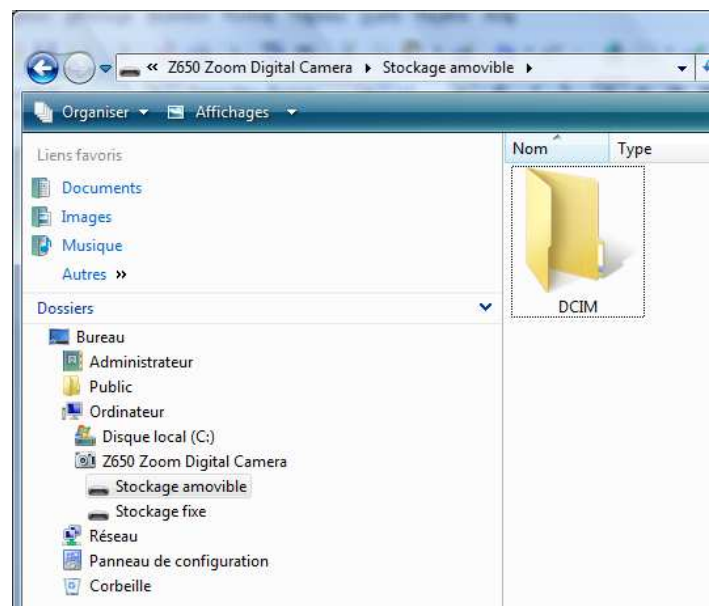 « Z650 Zoom Digital Camera Stockage amovible
Organiser Affichages
Liens favoris
Documents
Images
Musique
Autres »
Dossiers
Bureau
Administrateur
Public
Ordinateur
Disque local (C:)
Z650 Zoom Digital Camera
Stockage amovible
Stockage fixe
Réseau
Panneau de configuration
Corbeille
Nom Type
DCIM